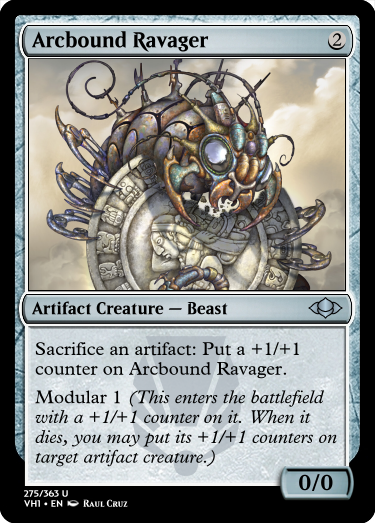 Arcbound Ravager 2
Artifact Creature — Beast
Sacrifice an artifact: Put a +1/+1
counter on Arcbound Ravager.
Modular 1 (This enters the battlefield
with a +1/+1 counter on it. When it
dies, you may put its +1/+1 counters on
target artifact creature.)
0/0
275/363 U
VH1 • EN Raul Cruz